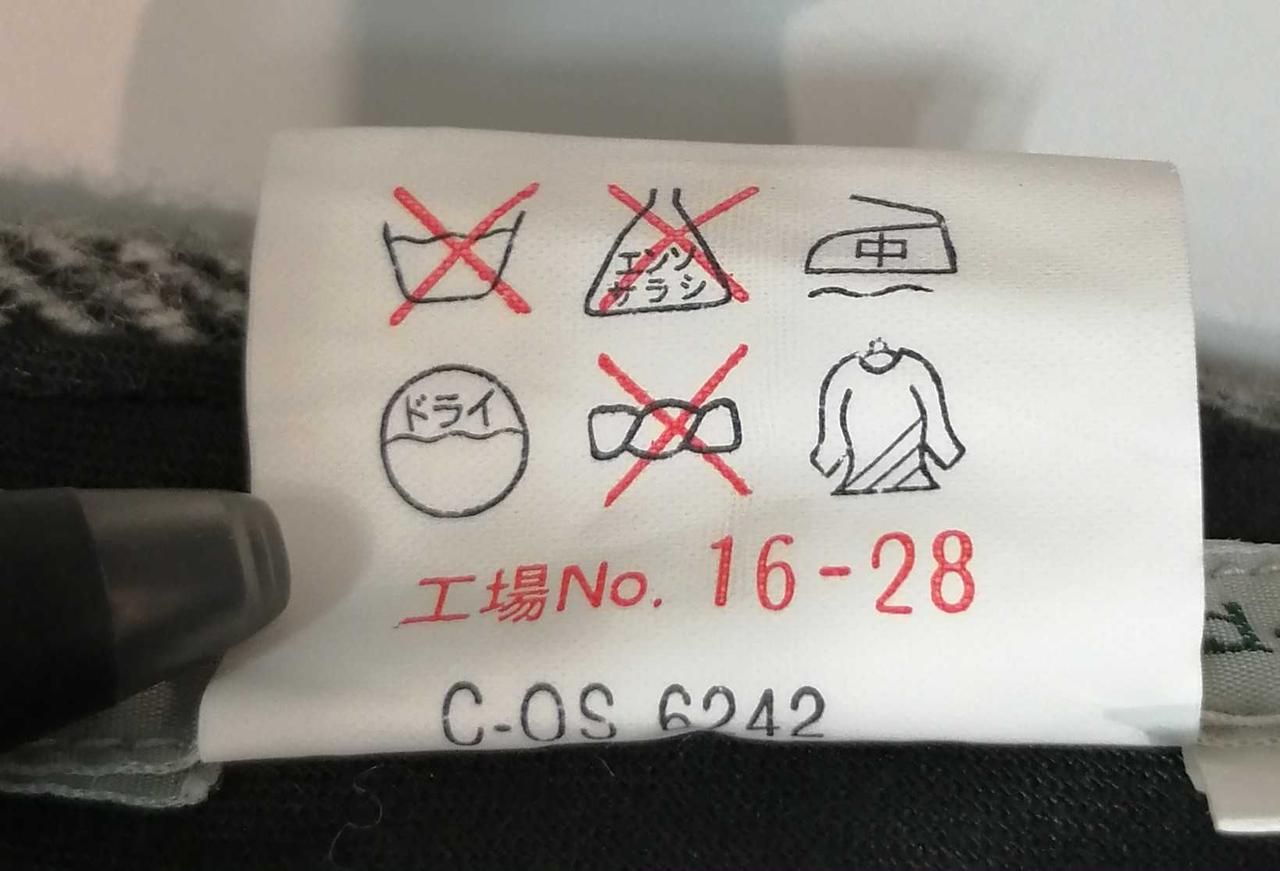 エンソ
サラシ
中
ドライ
工場No. 16-28
C-OS 6242
d